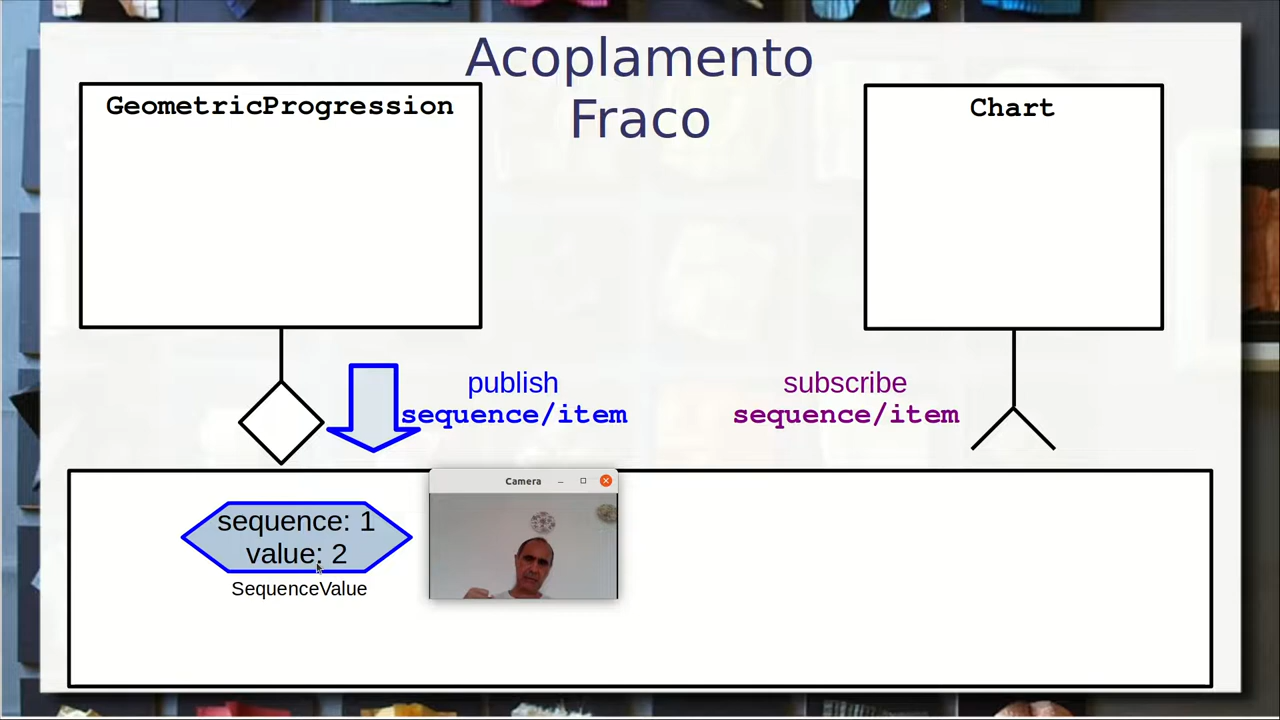 Acoplamento
Fraco
GeometricProgression
Chart
publish
sequence/item
subscribe
sequence/item
Camera
sequence: 1
value: 2
SequenceValue